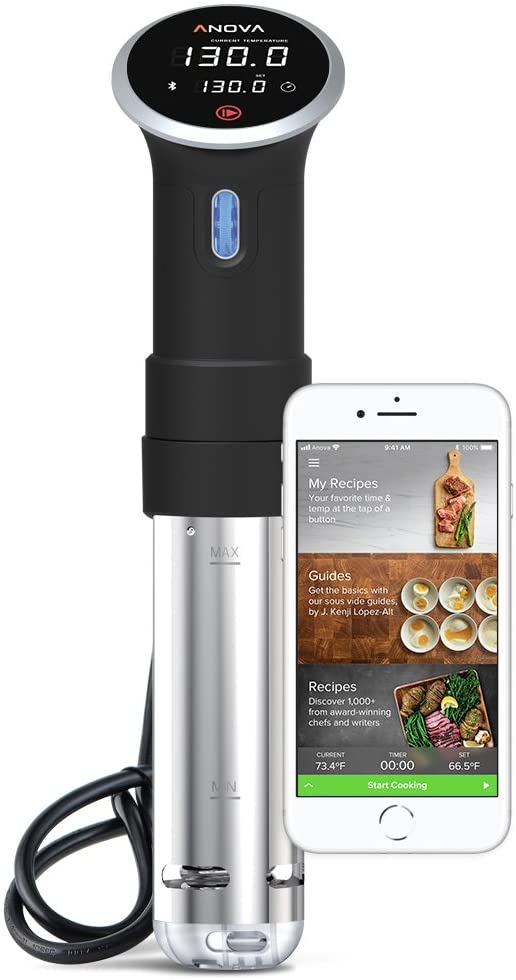 ANOVA
CURRENT TEMPERATURE
130.0
SET
130.0
MAX
MIN
Anova
9:41 AM
100%
My Recipes
Your favorite time &
temp at the tap of a
button
Guides
Get the basics with
our sous vide guides,
by J. Kenji López-Alt
Recipes
Discover 1,000+
from award-winning
chefs and writers
CURRENT TIMER SET
73.4°F 00:00 66.5°F
Start Cooking